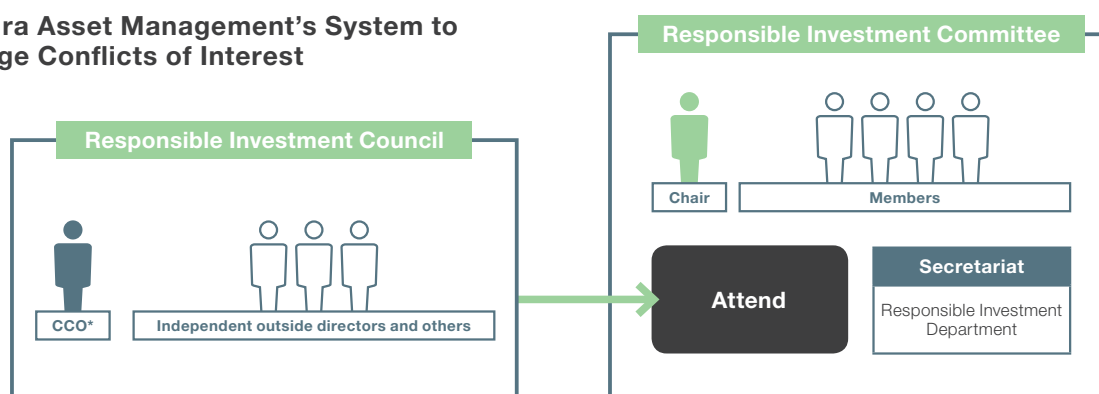 ra Asset Management's System to
ge Conflicts of Interest
Responsible Investment Council
CCO*
Independent outside directors and others
Responsible Investment Committee
Chair
Members
Attend
Secretariat
Responsible Investment
Department